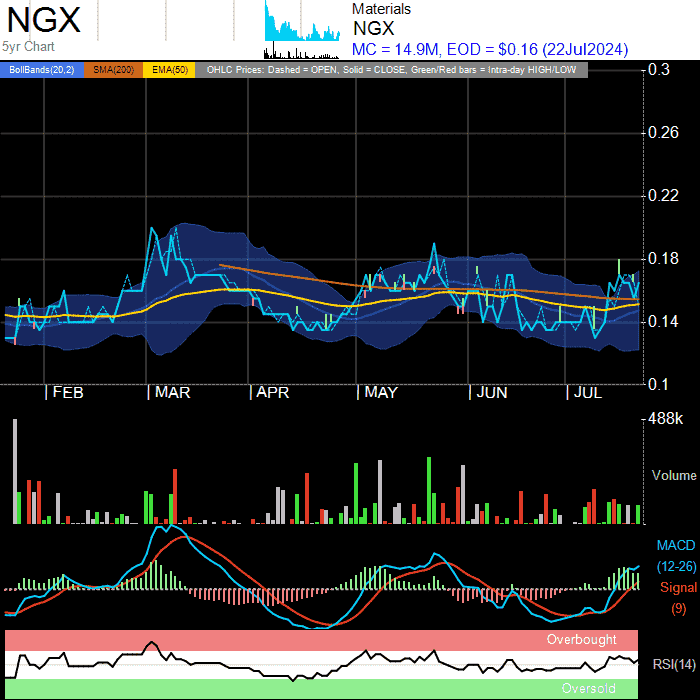 NGX
5yr Chart
Materials
NGX
MC = 14.9M, EOD = $0.16 (22Jul2024)
BollBands(20,2) SMA(200) EMA(50) OHLC Prices: Dashed = OPEN, Solid = CLOSE, Green/Red bars = Intra-day HIGH/LOW
0.3
0.26
0.22
0.18
0.14
0.1
FEB MAR APR MAY JUN JUL
488k
Volume
MACD
(12-26)
Signal
(9)
Overbought
RSI(14)
Oversold